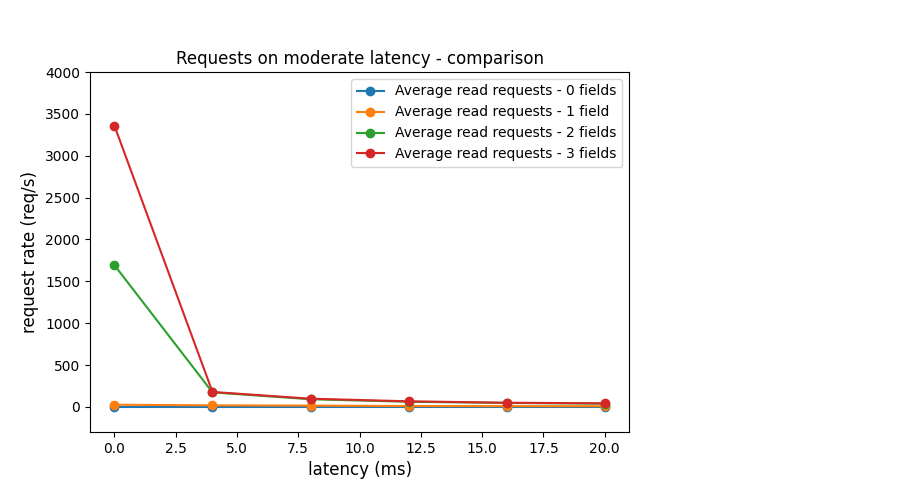 Requests on moderate latency - comparison
Average read requests - 0 fields
Average read requests - 1 field
Average read requests - 2 fields
Average read requests - 3 fields
4000
3500
3000
2500
2000
1500
1000
500
0
request rate (req/s)
0.0 2.5 5.0 7.5 10.0 12.5 15.0 17.5 20.0
latency (ms)